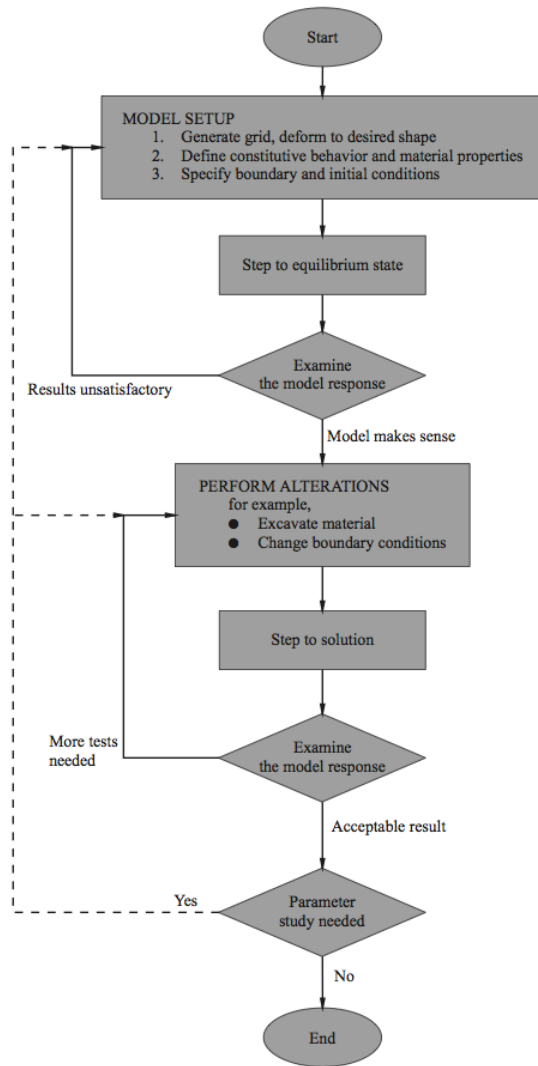 Start
MODEL SETUP
1. Generate grid, deform to desired shape
2. Define constitutive behavior and material properties
3. Specify boundary and initial conditions
Step to equilibrium state
Examine
the model response
Results unsatisfactory
Model makes sense
PERFORM ALTERATIONS
for example,
● Excavate material
● Change boundary conditions
Step to solution
More tests
needed
Examine
the model response
Acceptable result
Yes
Parameter
study needed
No
End